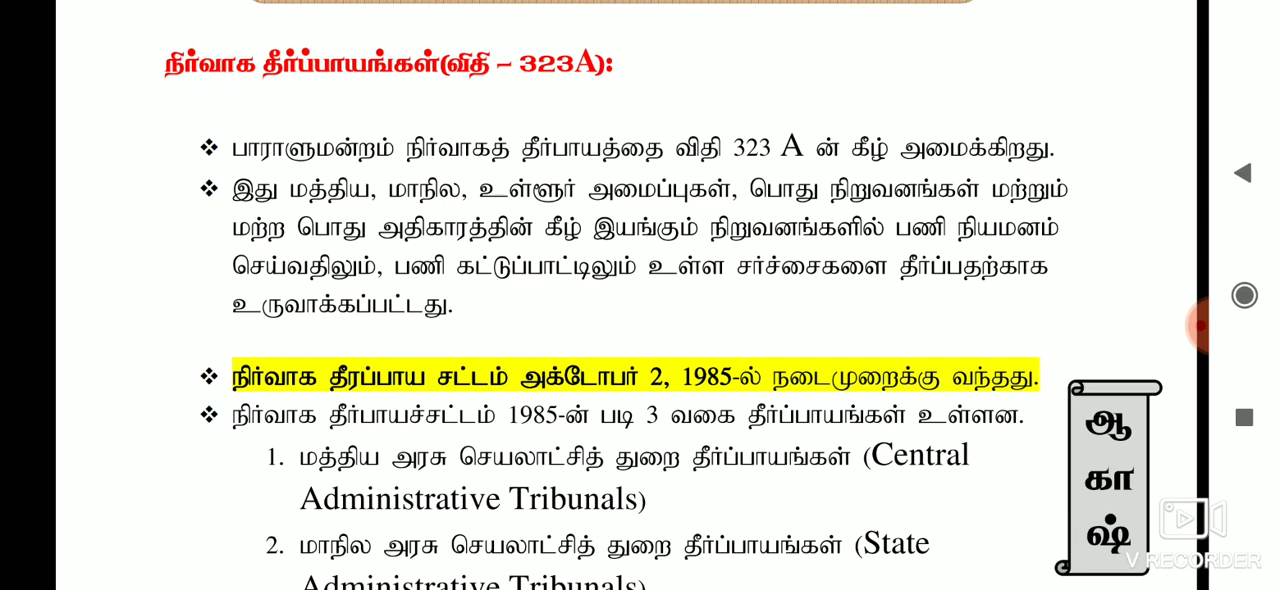 நிர்வாக தீர்ப்பாயங்கள்(விதி – 323A):
❖ பாராளுமன்றம் நிர்வாகத் தீர்பாயத்தை விதி 323 A ன் கீழ் அமைக்கிறது.
❖ இது மத்திய, மாநில, உள்ளூர் அமைப்புகள், பொது நிறுவனங்கள் மற்றும்
மற்ற பொது அதிகாரத்தின் கீழ் இயங்கும் நிறுவனங்களில் பணி நியமனம்
செய்வதிலும், பணி கட்டுப்பாட்டிலும் உள்ள சர்ச்சைகளை தீர்ப்பதற்காக
உருவாக்கப்பட்டது.
❖ நிர்வாக தீரப்பாய சட்டம் அக்டோபர் 2, 1985-ல் நடைமுறைக்கு வந்தது.
❖ நிர்வாக தீர்பாயச்சட்டம் 1985-ன் படி 3 வகை தீர்ப்பாயங்கள் உள்ளன.
1. மத்திய அரசு செயலாட்சித் துறை தீர்ப்பாயங்கள் (Central
Administrative Tribunals)
2. மாநில அரசு செயலாட்சித் துறை தீர்ப்பாயங்கள் (State
Administrative Tribunals)
ஆ
கா
ஷ்
V RECORDER